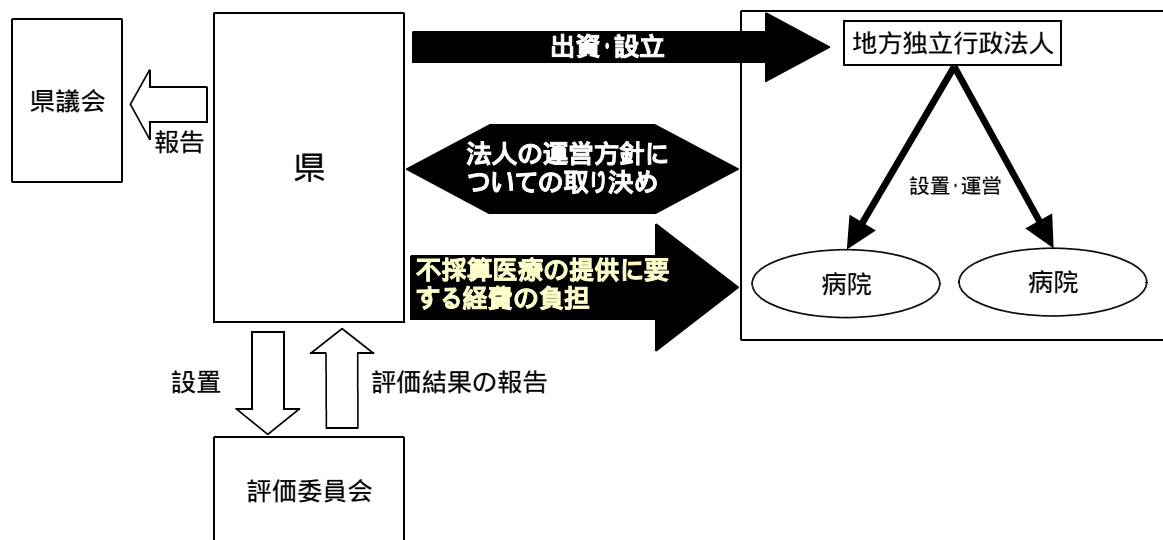 出資･設立
地方独立行政法人
県議会
報告
県
法人の運営方針に
ついての取り決め
設置･運営
不採算医療の提供に要
する経費の負担
病院
病院
設置
評価結果の報告
評価委員会